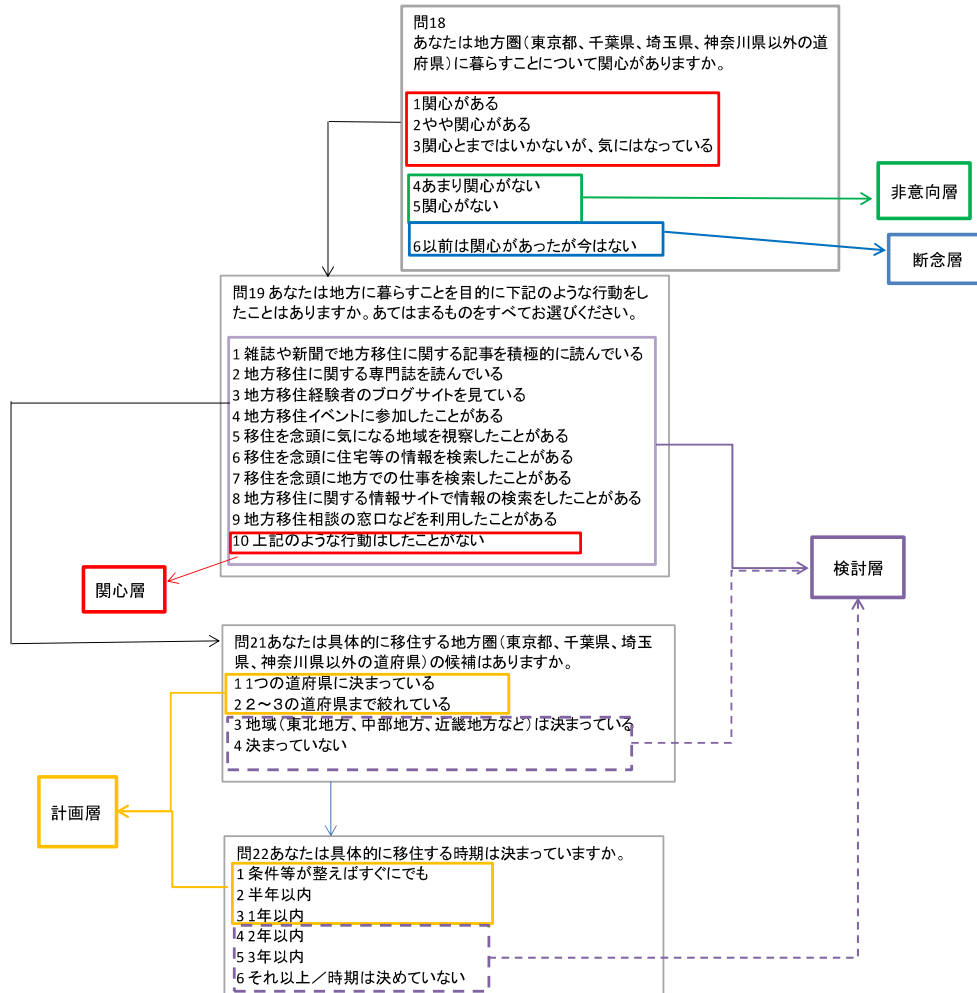 問18
あなたは地方圏（東京都、千葉県、埼玉県、神奈川県以外の道
府県）に暮らすことについて関心がありますか。
1関心がある
2やや関心がある
3関心とまではいかないが、気にはなっている
4あまり関心がない
5関心がない
6以前は関心があったが今はない
非意向層
断念層
問19 あなたは地方に暮らすことを目的に下記のような行動をし
たことはありますか。あてはまるものをすべてお選びください。
1 雑誌や新聞で地方移住に関する記事を積極的に読んでいる
2 地方移住に関する専門誌を読んでいる
3 地方移住経験者のブログサイトを見ている
4 地方移住イベントに参加したことがある
5 移住を念頭に気になる地域を視察したことがある
6 移住を念頭に住宅等の情報を検索したことがある
7 移住を念頭に地方での仕事を検索したことがある
8 地方移住に関する情報サイトで情報の検索をしたことがある
9 地方移住相談の窓口などを利用したことがある
10 上記のような行動はしたことがない
関心層
検討層
問21あなたは具体的に移住する地方圏（東京都、千葉県、埼玉
県、神奈川県以外の道府県）の候補はありますか。
1 1つの道府県に決まっている
2 2～3の道府県まで絞れている
3 地域（東北地方、中部地方、近畿地方など）は決まっている
4 決まっていない
計画層
問22あなたは具体的に移住する時期は決まっていますか。
1 条件等が整えばすぐにでも
2 半年以内
3 1年以内
4 2年以内
5 3年以内
6 それ以上／時期は決めていない